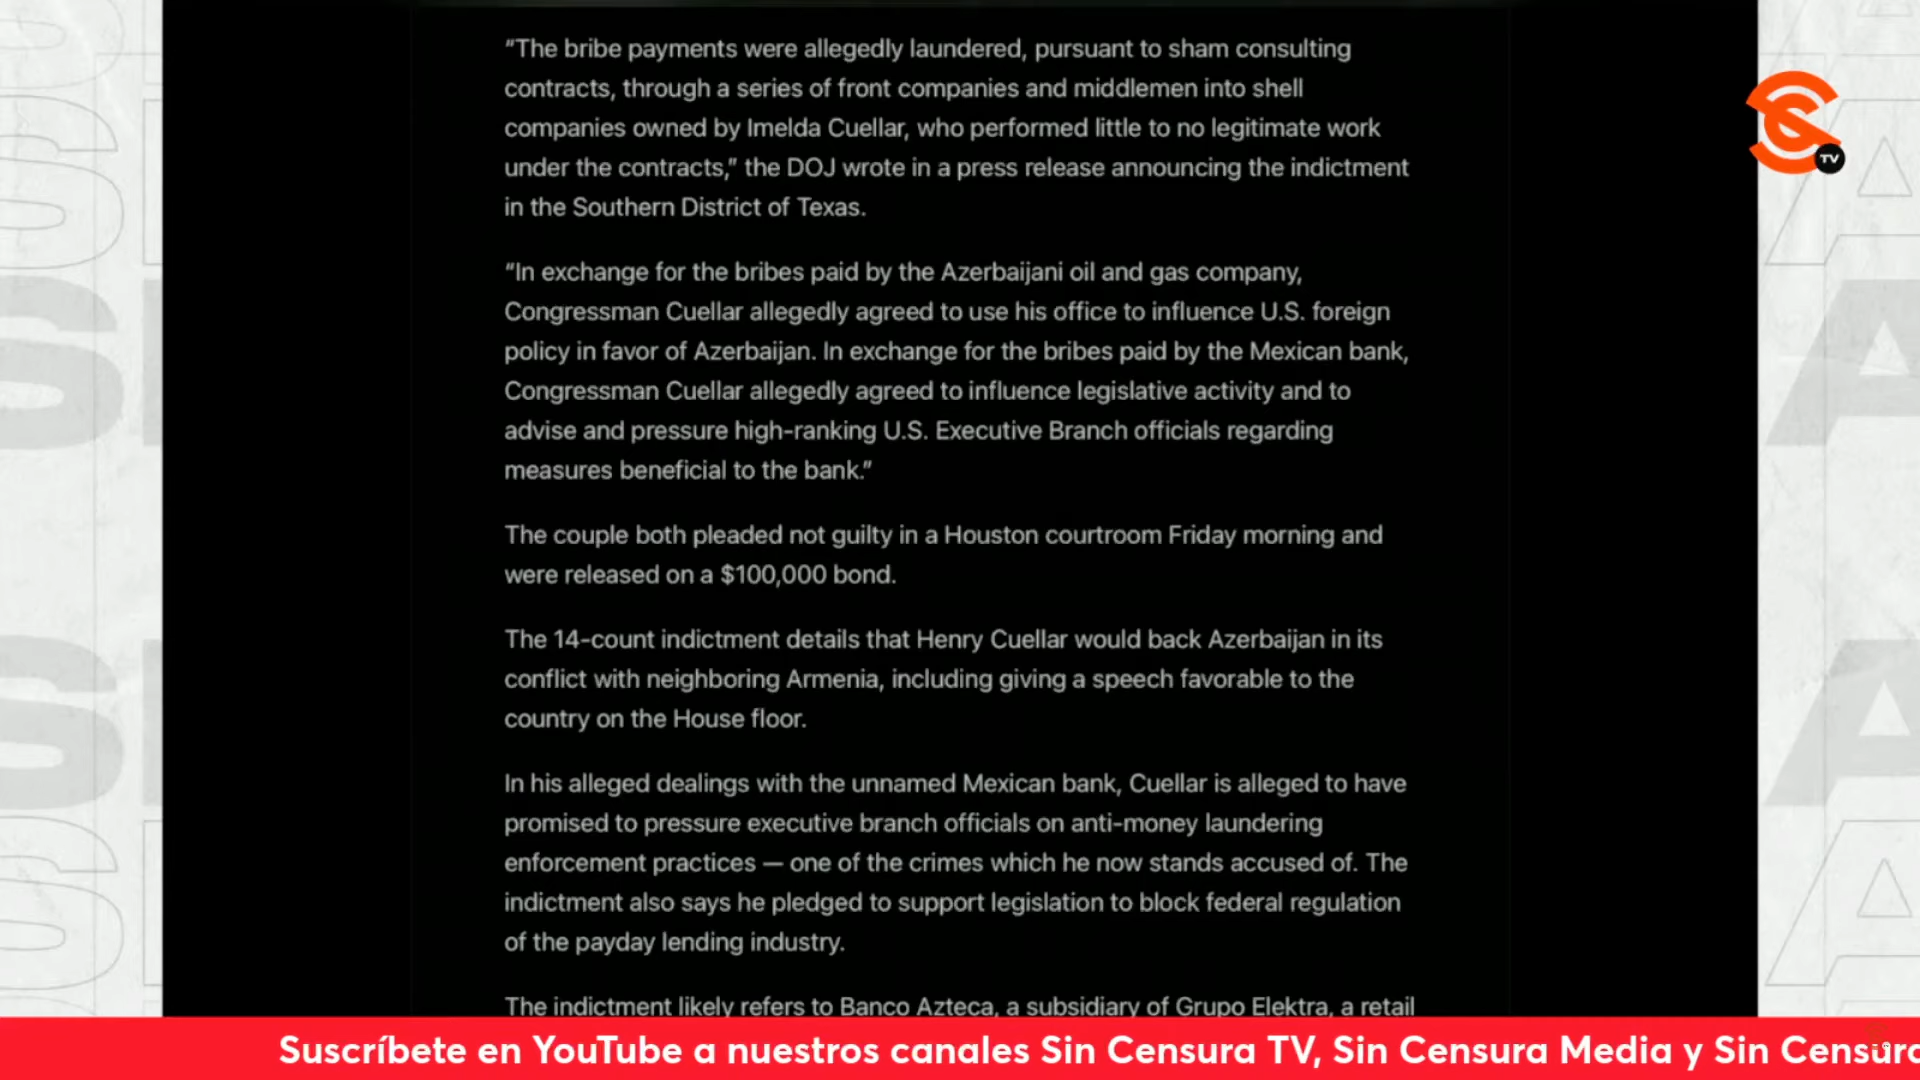 “The bribe payments were allegedly laundered, pursuant to sham consulting
contracts, through a series of front companies and middlemen into shell
companies owned by Imelda Cuellar, who performed little to no legitimate work
under the contracts,” the DOJ wrote in a press release announcing the indictment
in the Southern District of Texas.
“In exchange for the bribes paid by the Azerbaijani oil and gas company,
Congressman Cuellar allegedly agreed to use his office to influence U.S. foreign
policy in favor of Azerbaijan. In exchange for the bribes paid by the Mexican bank,
Congressman Cuellar allegedly agreed to influence legislative activity and to
advise and pressure high-ranking U.S. Executive Branch officials regarding
measures beneficial to the bank.”
The couple both pleaded not guilty in a Houston courtroom Friday morning and
were released on a $100,000 bond.
The 14-count indictment details that Henry Cuellar would back Azerbaijan in its
conflict with neighboring Armenia, including giving a speech favorable to the
country on the House floor.
In his alleged dealings with the unnamed Mexican bank, Cuellar is alleged to have
promised to pressure executive branch officials on anti-money laundering
enforcement practices — one of the crimes which he now stands accused of. The
indictment also says he pledged to support legislation to block federal regulation
of the payday lending industry.
The indictment likely refers to Banco Azteca, a subsidiary of Grupo Elektra, a retail
TV
Suscríbete en YouTube a nuestros canales Sin Censura TV, Sin Censura Media y Sin Censura